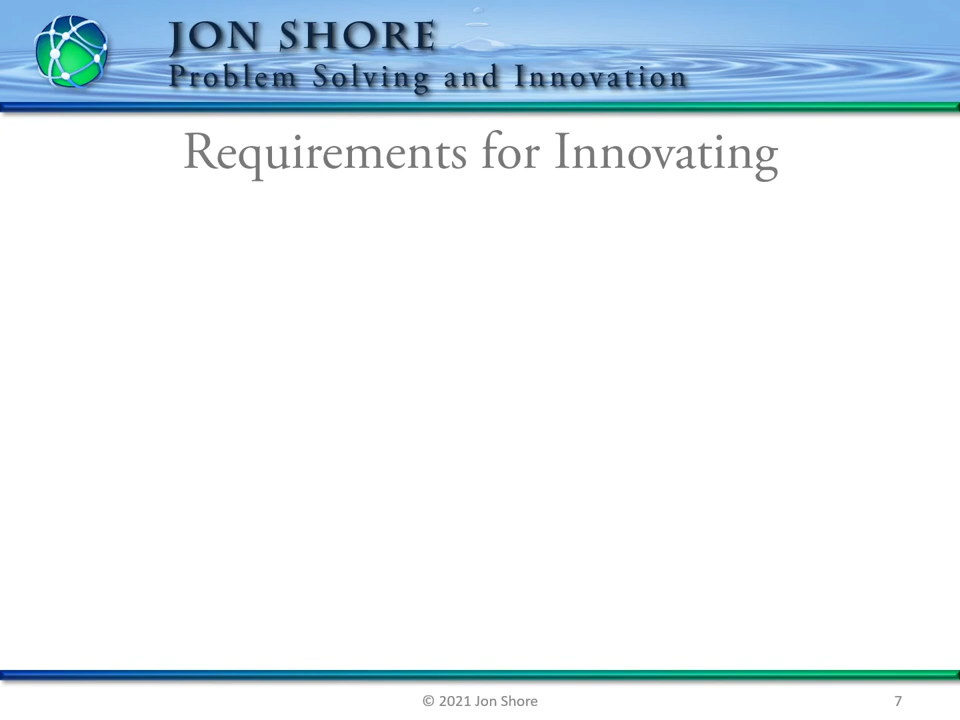 JON SHORE
Problem Solving and Innovation
Requirements for Innovating
© 2021 Jon Shore
7